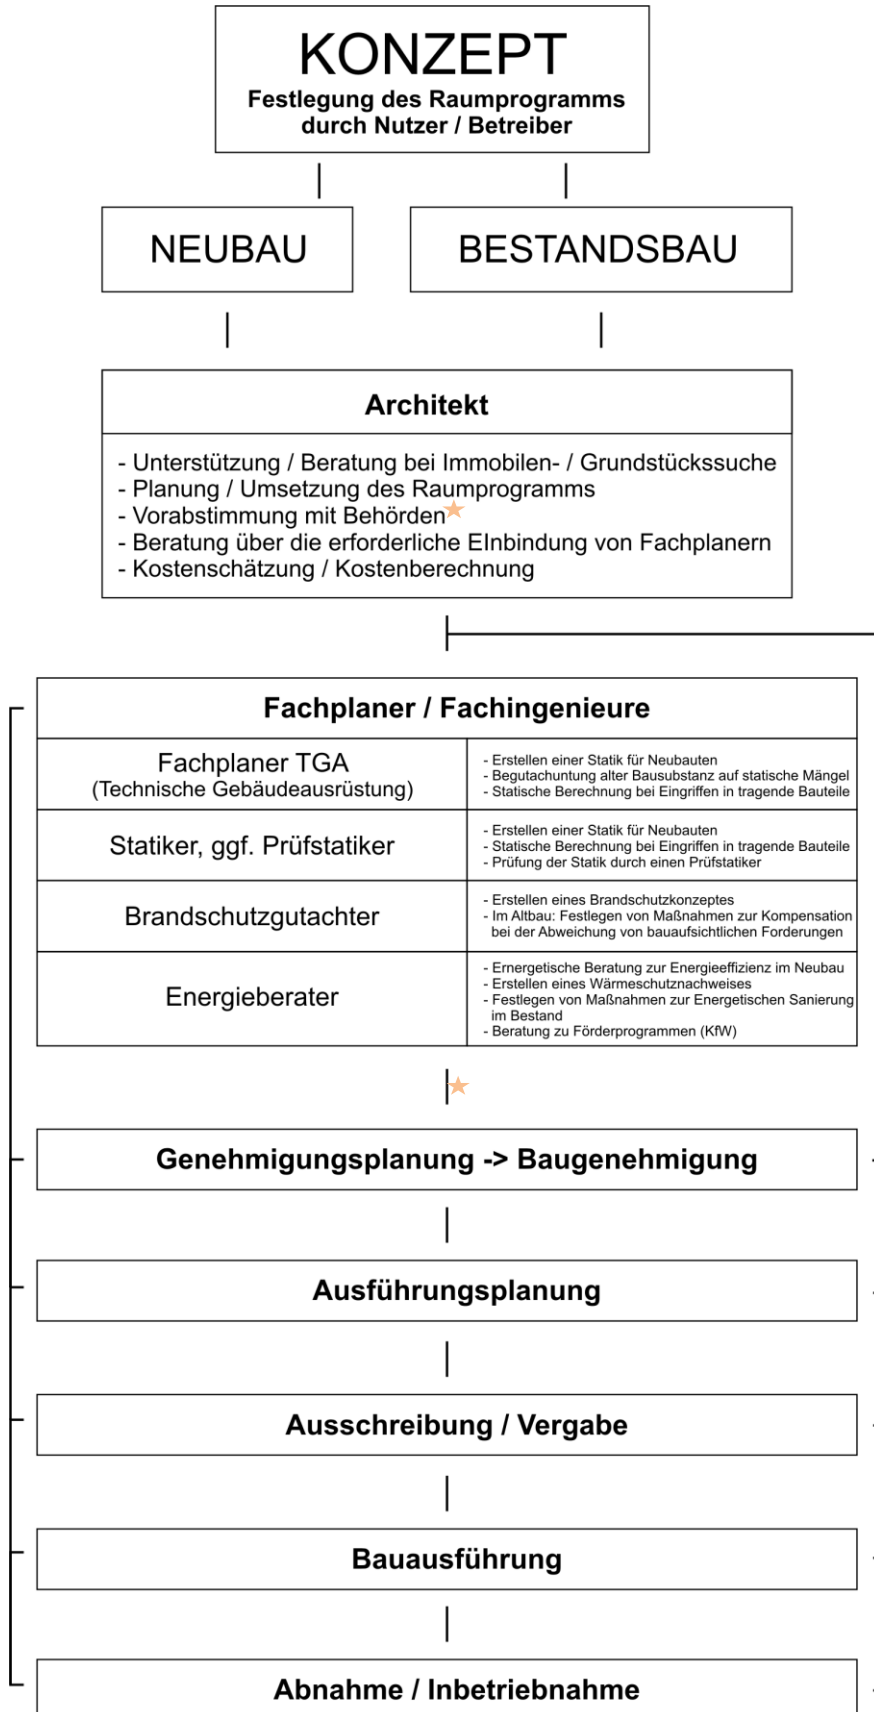 KONZEPT
Festlegung des Raumprogramms
durch Nutzer / Betreiber
NEUBAU
BESTANDSBAU
Architekt
- Unterstützung / Beratung bei Immobilen- / Grundstückssuche
- Planung / Umsetzung des Raumprogramms
- Vorabstimmung mit Behörden
- Beratung über die erforderliche EInbindung von Fachplanern
- Kostenschätzung / Kostenberechnung
Fachplaner / Fachingenieure
Fachplaner TGA
(Technische Gebäudeausrüstung)
- Erstellen einer Statik für Neubauten
- Begutachuntung alter Bausubstanz auf statische Mängel
- Statische Berechnung bei Eingriffen in tragende Bauteile
Statiker, ggf. Prüfstatiker
- Erstellen einer Statik für Neubauten
- Statische Berechnung bei Eingriffen in tragende Bauteile
- Prüfung der Statik durch einen Prüfstatiker
Brandschutzgutachter
- Erstellen eines Brandschutzkonzeptes
- Im Altbau: Festlegen von Maßnahmen zur Kompensation
bei der Abweichung von bauaufsichtlichen Forderungen
Energieberater
- Ernergetische Beratung zur Energieeffizienz im Neubau
- Erstellen eines Wärmeschutznachweises
- Festlegen von Maßnahmen zur Energetischen Sanierung
im Bestand
- Beratung zu Förderprogrammen (KfW)
Genehmigungsplanung -> Baugenehmigung
Ausführungsplanung
Ausschreibung / Vergabe
Bauausführung
Abnahme / Inbetriebnahme